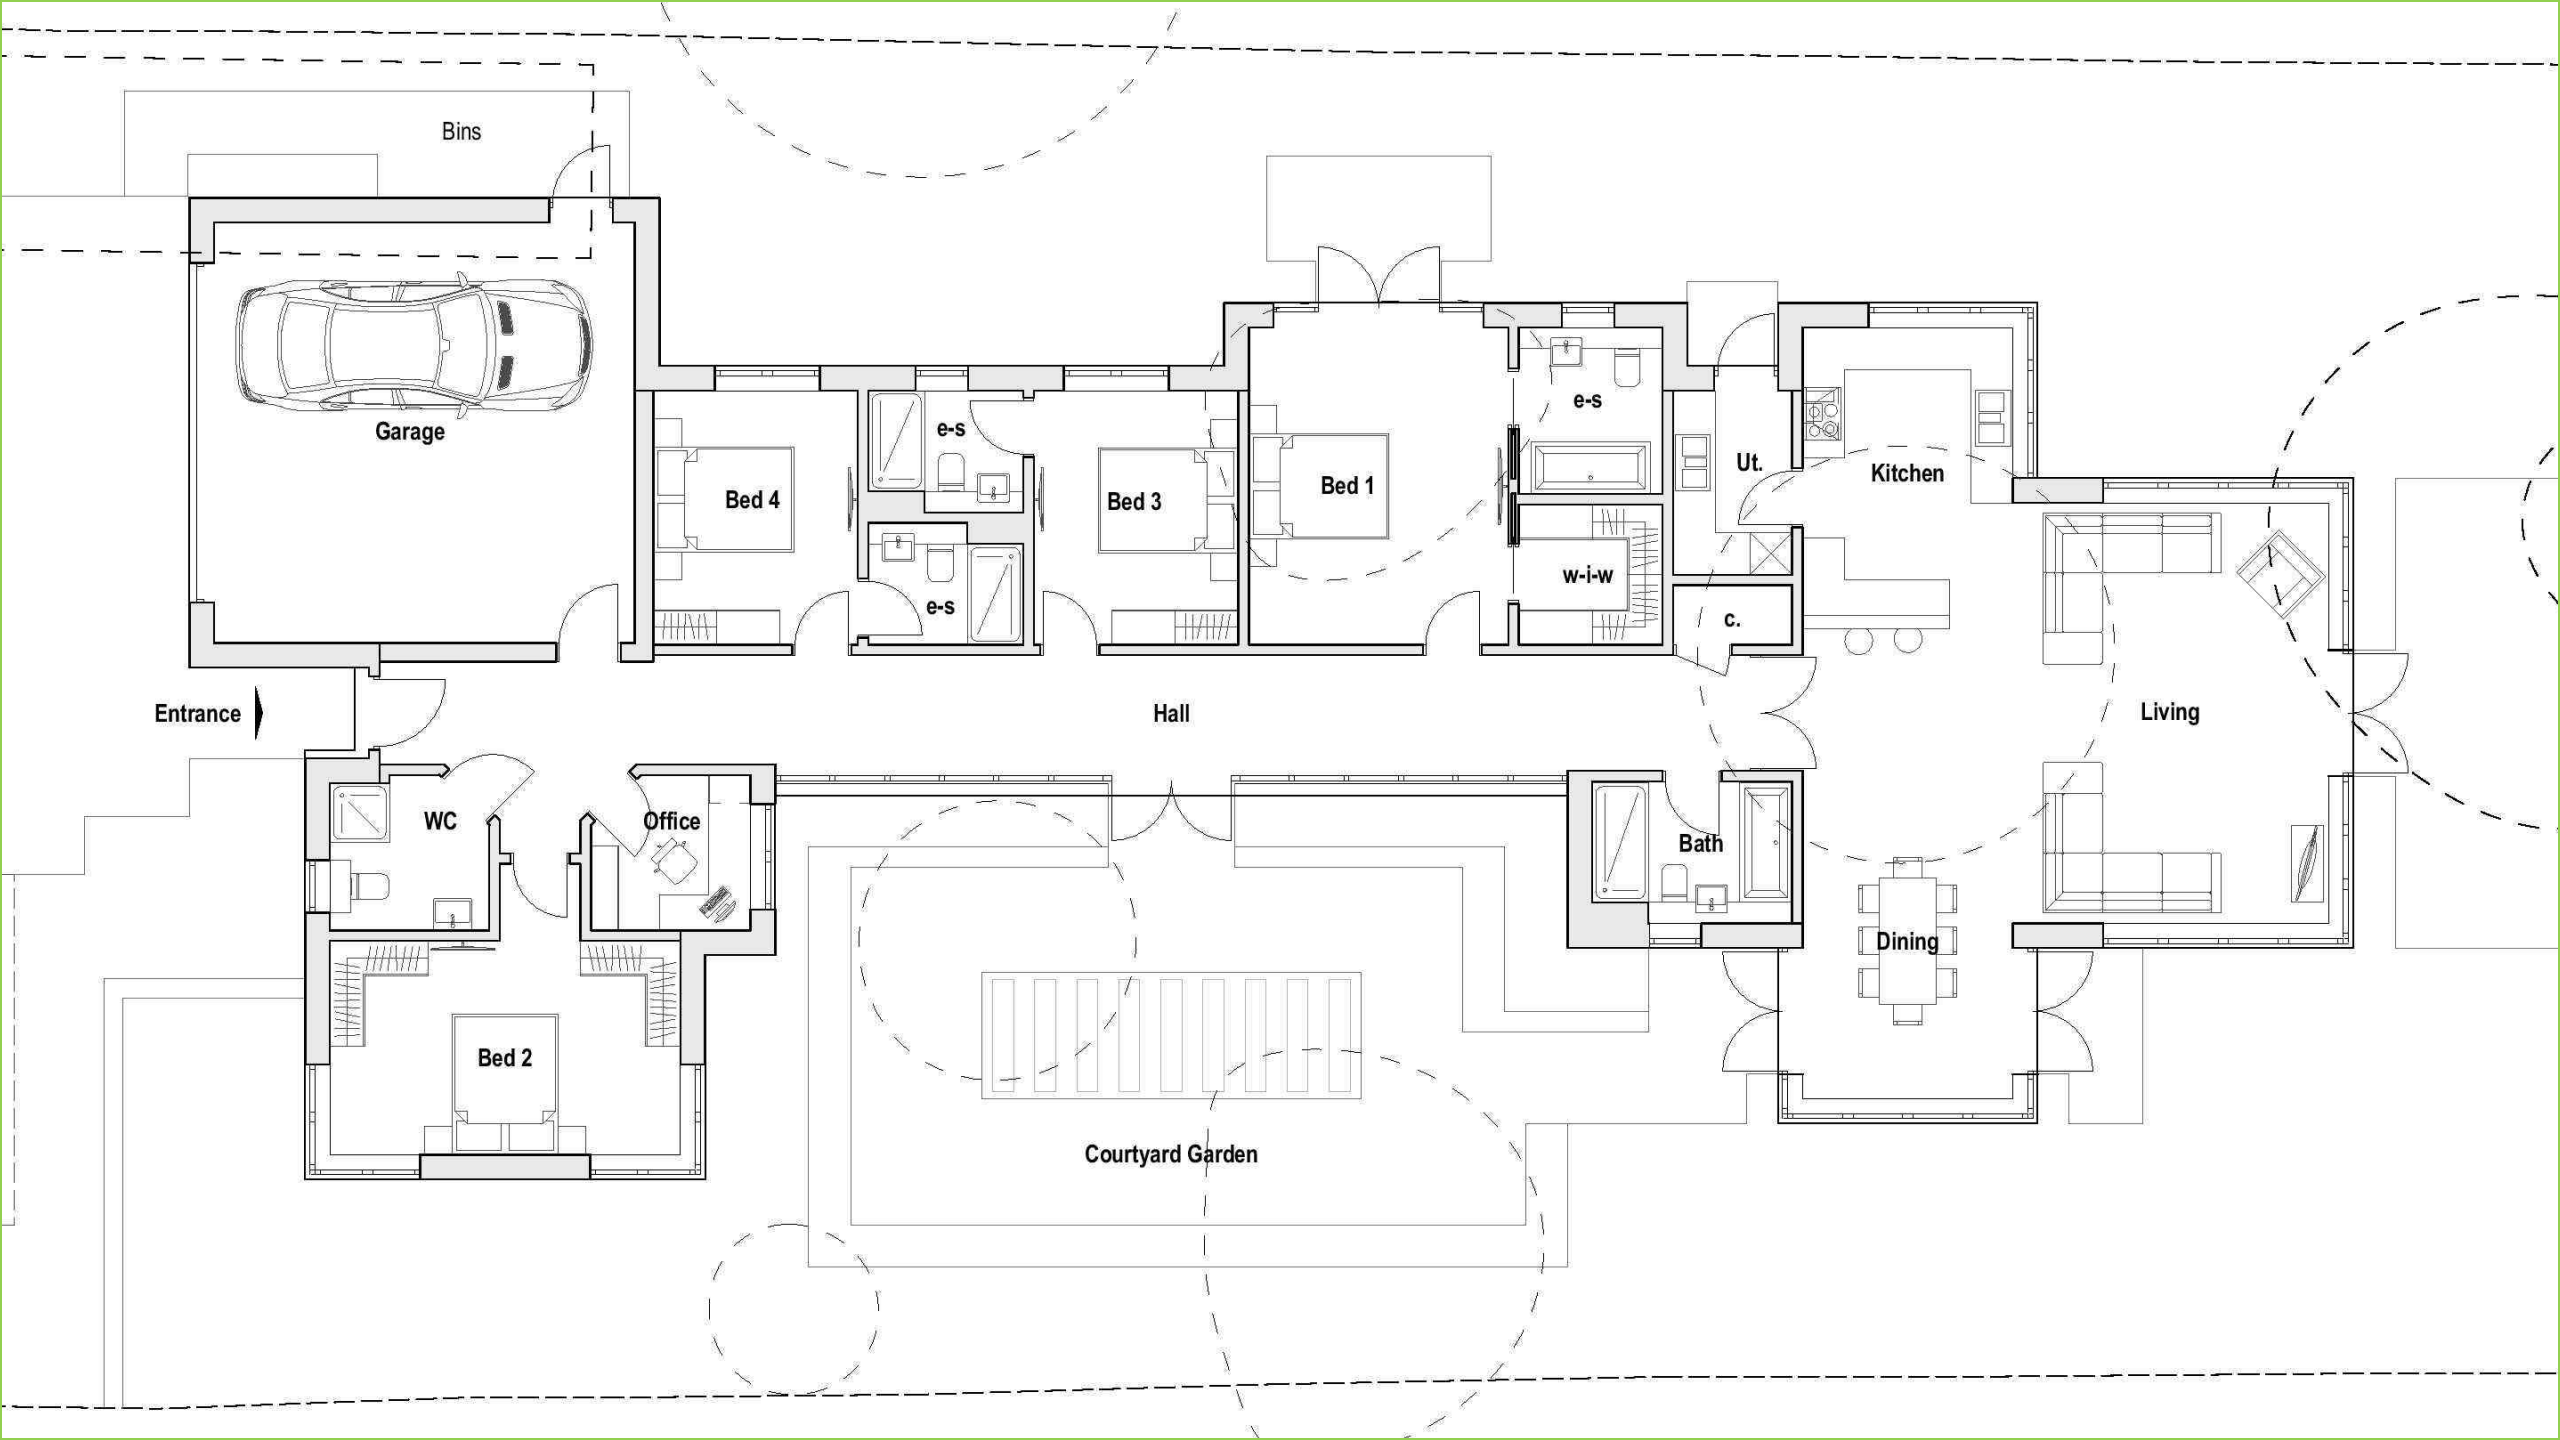 Bins
Garage
e-s
e-s
Bed 4
Bed 3
Bed 1
Ut.
Kitchen
w-i-w
e-s
c.
Entrance
Hall
Living
WC
Office
Bath
Dining
Bed 2
Courtyard Garden